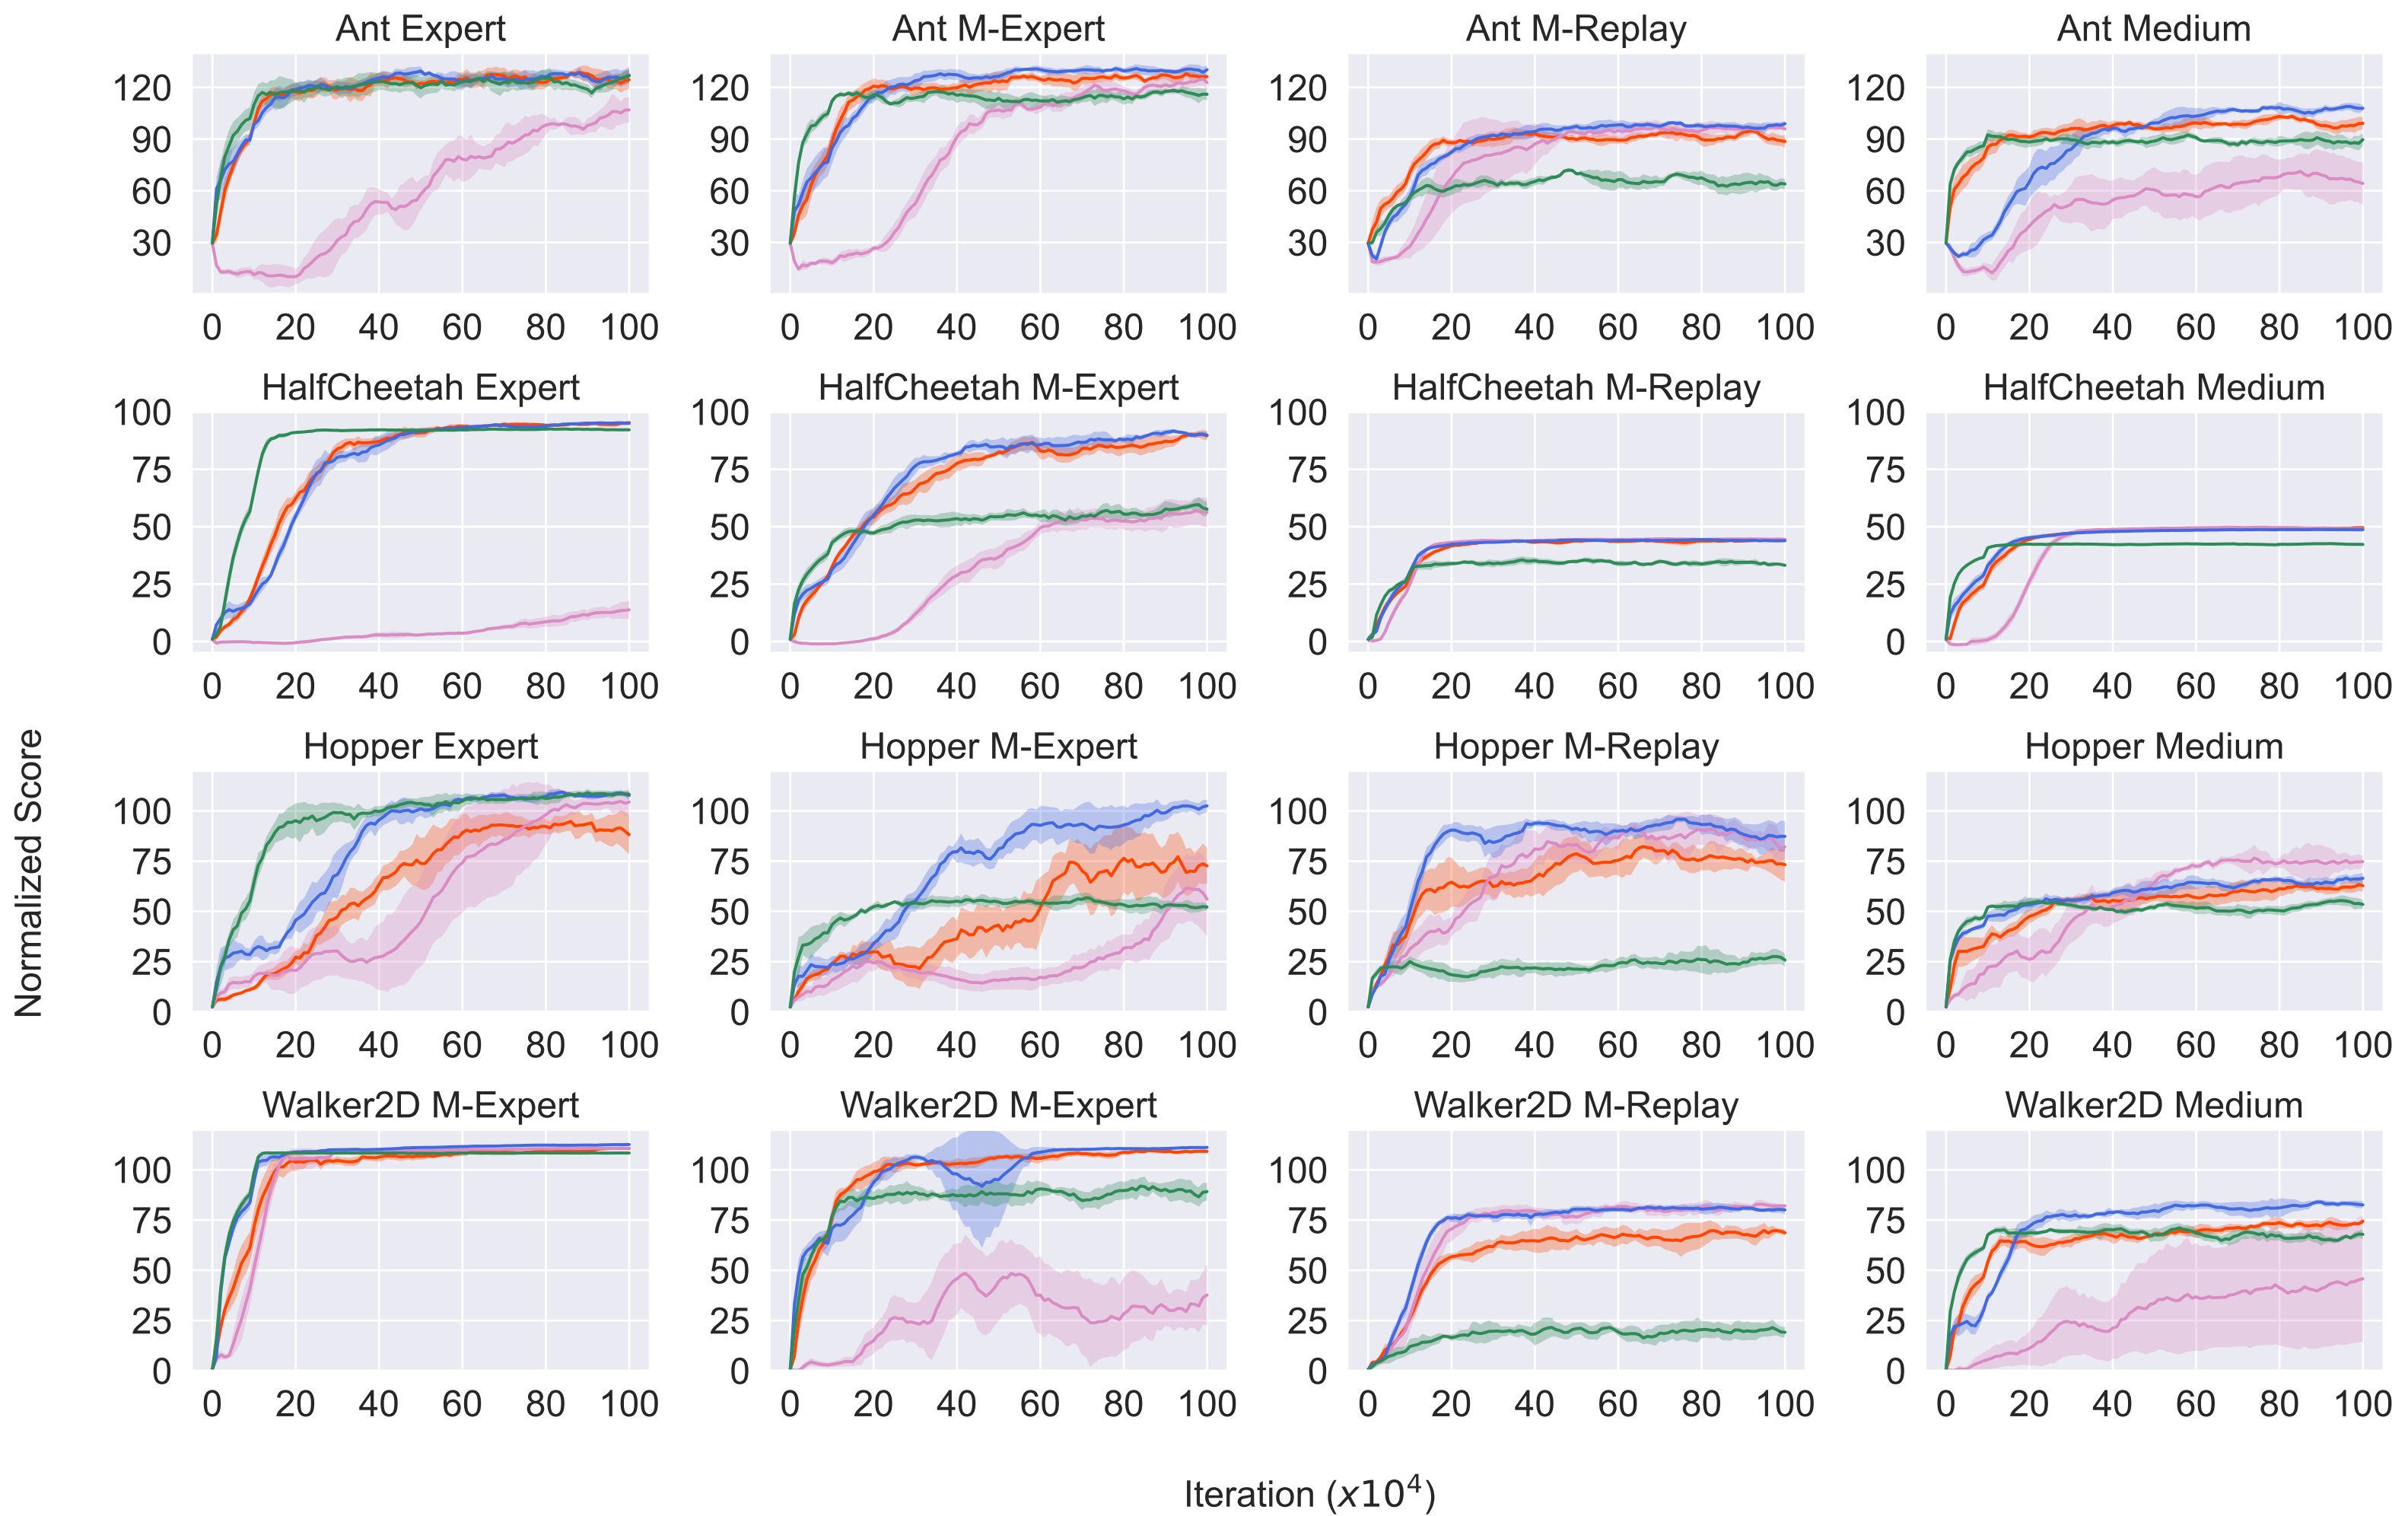 Ant Expert
Ant M-Expert
Ant M-Replay
Ant Medium
120
90
60
30
0 20 40 60 80 100
120
90
60
30
0 20 40 60 80 100
120
90
60
30
0 20 40 60 80 100
120
90
60
30
0 20 40 60 80 100
HalfCheetah Expert
HalfCheetah M-Expert
HalfCheetah M-Replay
HalfCheetah Medium
100
75
50
25
0
0 20 40 60 80 100
100
75
50
25
0
0 20 40 60 80 100
100
75
50
25
0
0 20 40 60 80 100
100
75
50
25
0
0 20 40 60 80 100
Normalized Score
Hopper Expert
Hopper M-Expert
Hopper M-Replay
Hopper Medium
100
75
50
25
0
0 20 40 60 80 100
100
75
50
25
0
0 20 40 60 80 100
100
75
50
25
0
0 20 40 60 80 100
100
75
50
25
0
0 20 40 60 80 100
Walker2D M-Expert
Walker2D M-Expert
Walker2D M-Replay
Walker2D Medium
100
75
50
25
0
0 20 40 60 80 100
100
75
50
25
0
0 20 40 60 80 100
100
75
50
25
0
0 20 40 60 80 100
100
75
50
25
0
0 20 40 60 80 100
Iteration (x10⁴)